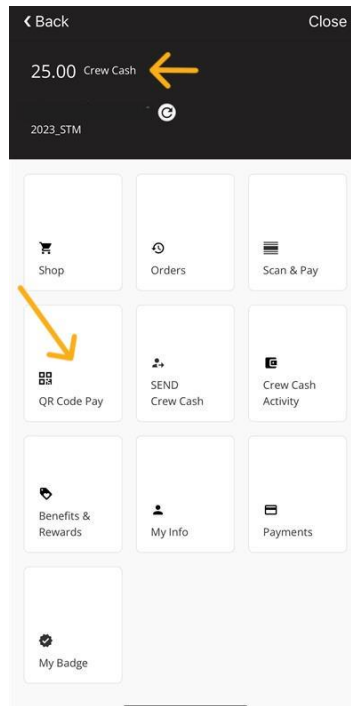 Back
Close
25.00 Crew Cash
2023_STM
Shop
Orders
Scan & Pay
QR Code Pay
SEND
Crew Cash
Crew Cash
Activity
Benefits &
Rewards
My Info
Payments
My Badge